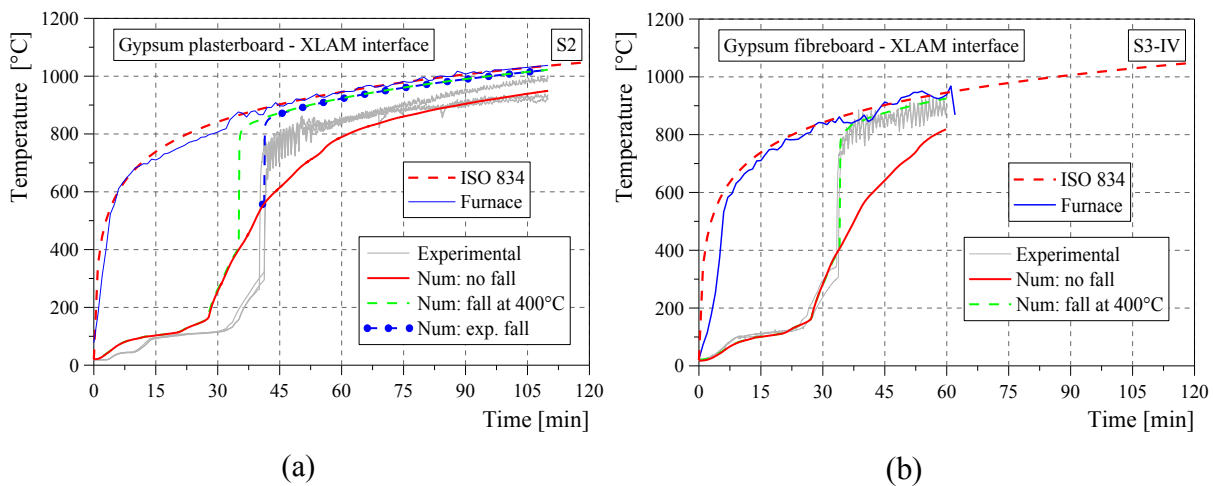 1200
1000
800
600
400
200
0
Temperature [°C]
Gypsum plasterboard - XLAM interface
S2
ISO 834
Furnace
Experimental
Num: no fall
Num: fall at 400°C
Num: exp. fall
0 15 30 45 60 75 90 105 120
Time [min]
(a)
1200
1000
800
600
400
200
0
Temperature [°C]
Gypsum fibreboard - XLAM interface
S3-IV
ISO 834
Furnace
Experimental
Num: no fall
Num: fall at 400°C
0 15 30 45 60 75 90 105 120
Time [min]
(b)